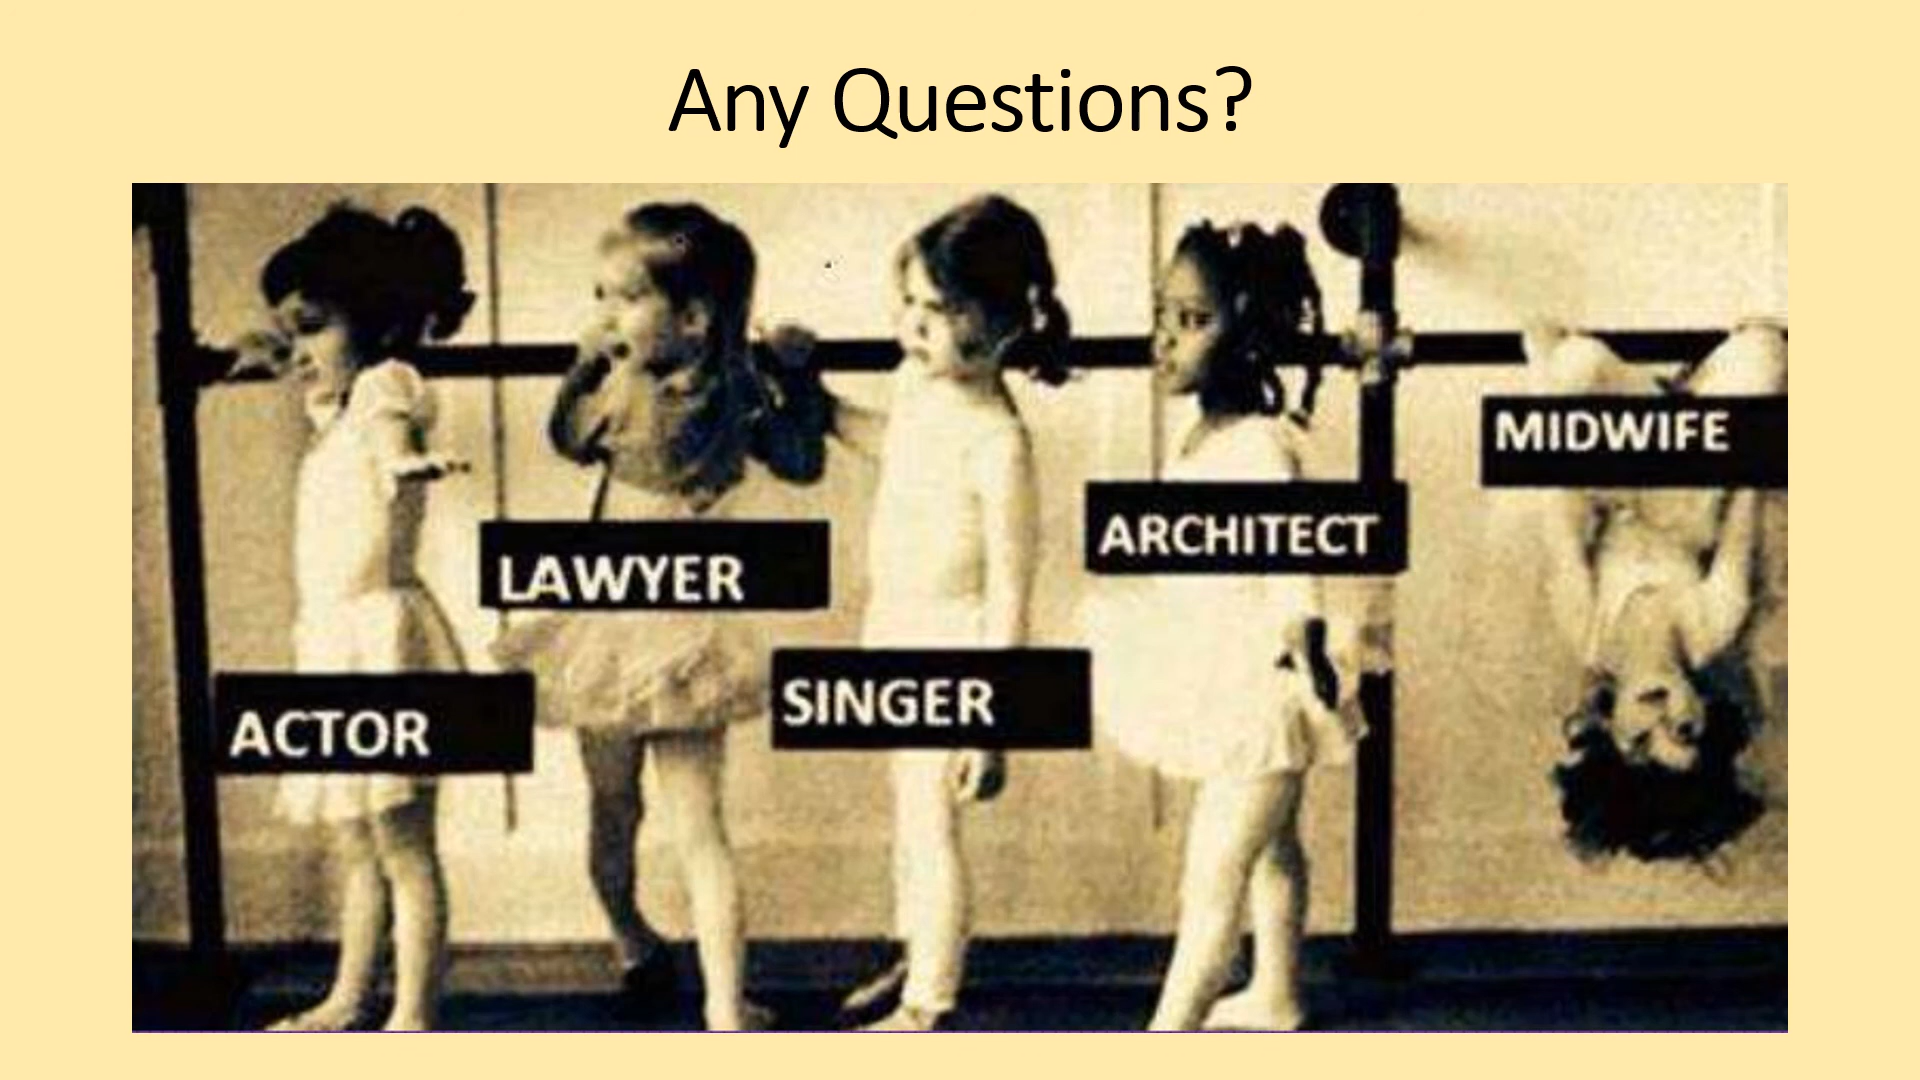 Any Questions?
ACTOR
LAWYER
SINGER
ARCHITECT
MIDWIFE